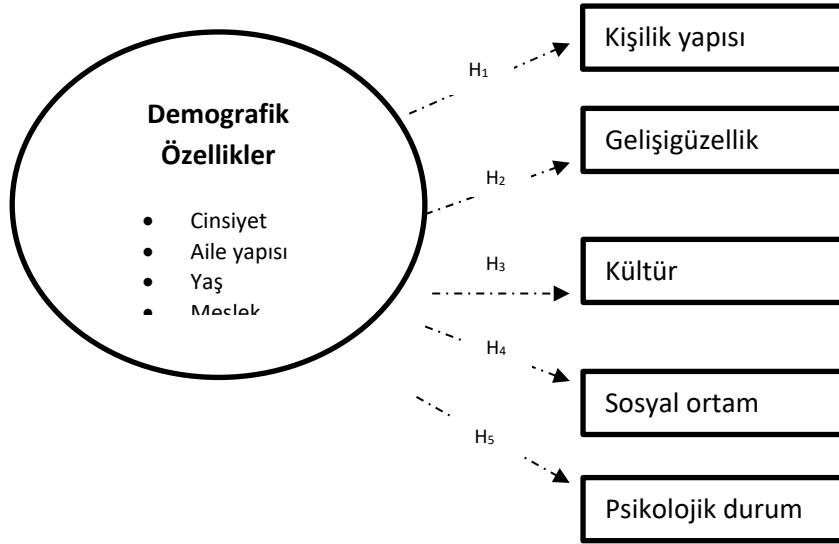 Demografik
Özellikler
• Cinsiyet
• Aile yapısı
• Yaş
• Meslek
H₁
H₂
H₃
H₄
H₅
Kişilik yapısı
Gelişigüzellik
Kültür
Sosyal ortam
Psikolojik durum